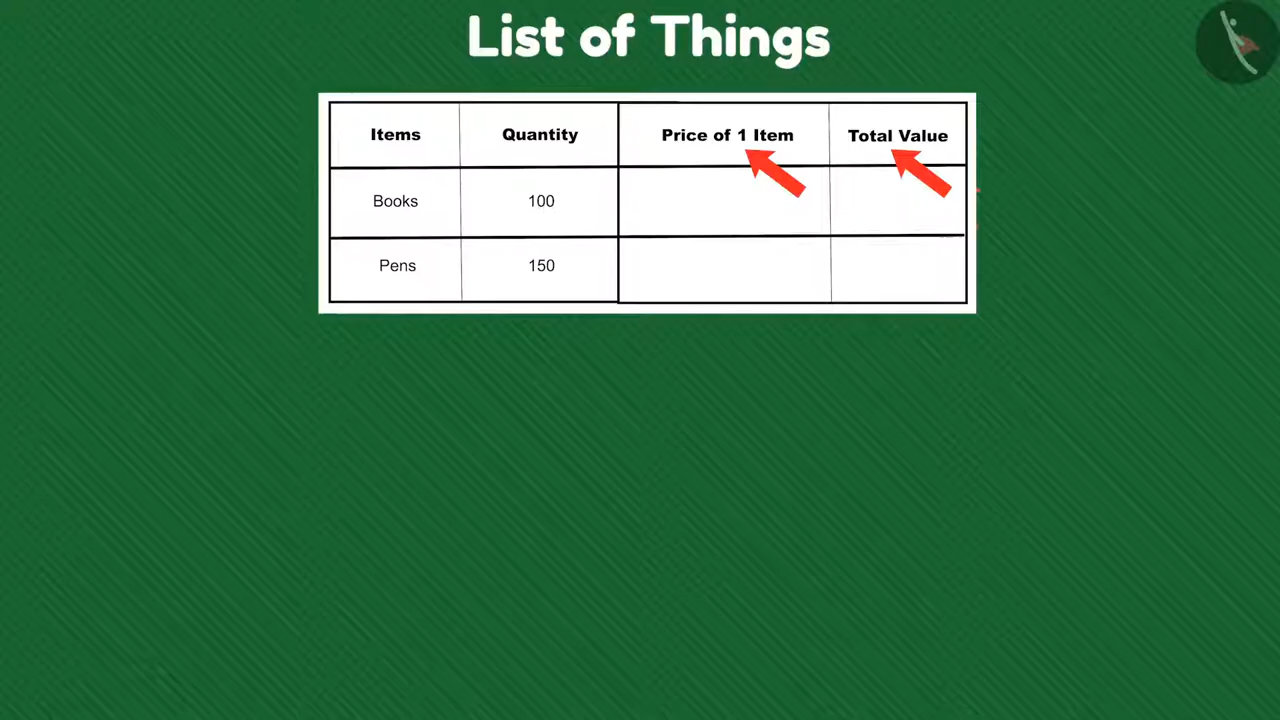 List of Things
Items Quantity Price of 1 Item Total Value
Books 100
Pens 150